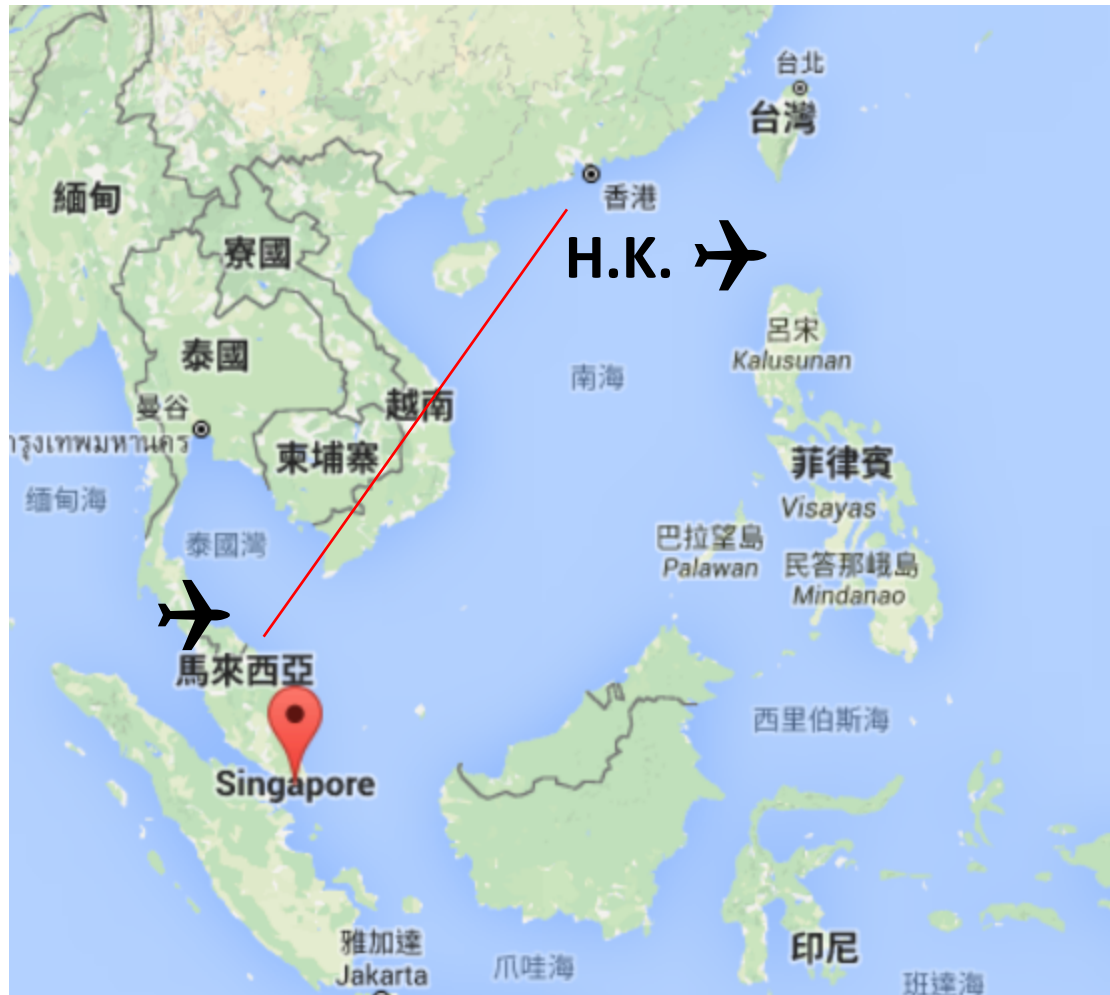 台北
台灣
香港
緬甸
寮國
H.K.
呂宋
Kalusunan
泰國
南海
曼谷
กรุงเทพมหานคร
越南
柬埔寨
菲律賓
緬甸海
Visayas
泰國灣
巴拉望島
Palawan
民答那峨島
Mindanao
馬來西亞
西里伯斯海
Singapore
雅加達
Jakarta
爪哇海
印尼
班達海